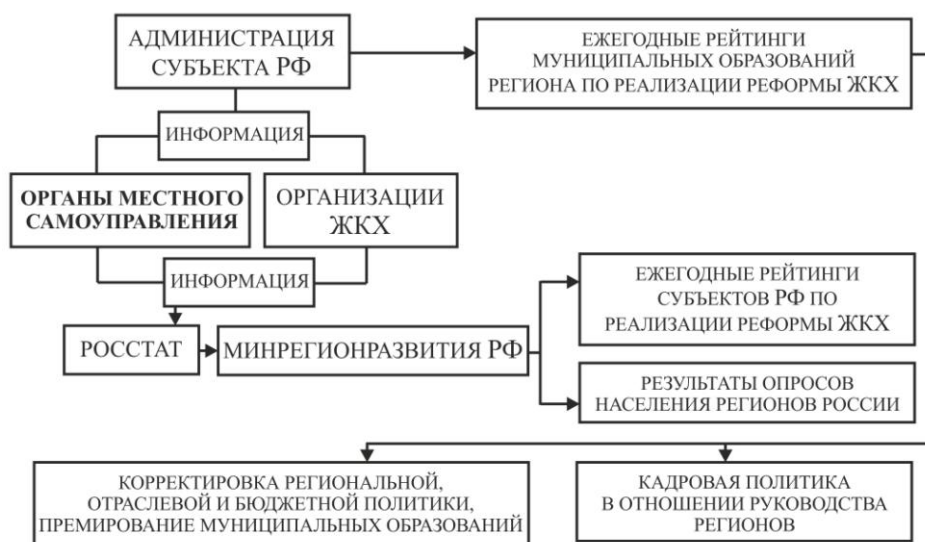 АДМИНИСТРАЦИЯ
СУБЪЕКТА РФ
ЕЖЕГОДНЫЕ РЕЙТИНГИ
МУНИЦИПАЛЬНЫХ ОБРАЗОВАНИЙ
РЕГИОНА ПО РЕАЛИЗАЦИИ РЕФОРМЫ ЖКХ
ИНФОРМАЦИЯ
ОРГАНЫ МЕСТНОГО
САМОУПРАВЛЕНИЯ
ОРГАНИЗАЦИИ
ЖКХ
ИНФОРМАЦИЯ
ЕЖЕГОДНЫЕ РЕЙТИНГИ
СУБЪЕКТОВ РФ ПО
РЕАЛИЗАЦИИ РЕФОРМЫ ЖКХ
РОССТАТ
МИНРЕГИОНРАЗВИТИЯ РФ
РЕЗУЛЬТАТЫ ОПРОСОВ
НАСЕЛЕНИЯ РЕГИОНОВ РОССИИ
КОРРЕКТИРОВКА РЕГИОНАЛЬНОЙ,
ОТРАСЛЕВОЙ И БЮДЖЕТНОЙ ПОЛИТИКИ,
ПРЕМИРОВАНИЕ МУНИЦИПАЛЬНЫХ ОБРАЗОВАНИЙ
КАДРОВАЯ ПОЛИТИКА
В ОТНОШЕНИИ РУКОВОДСТВА
РЕГИОНОВ